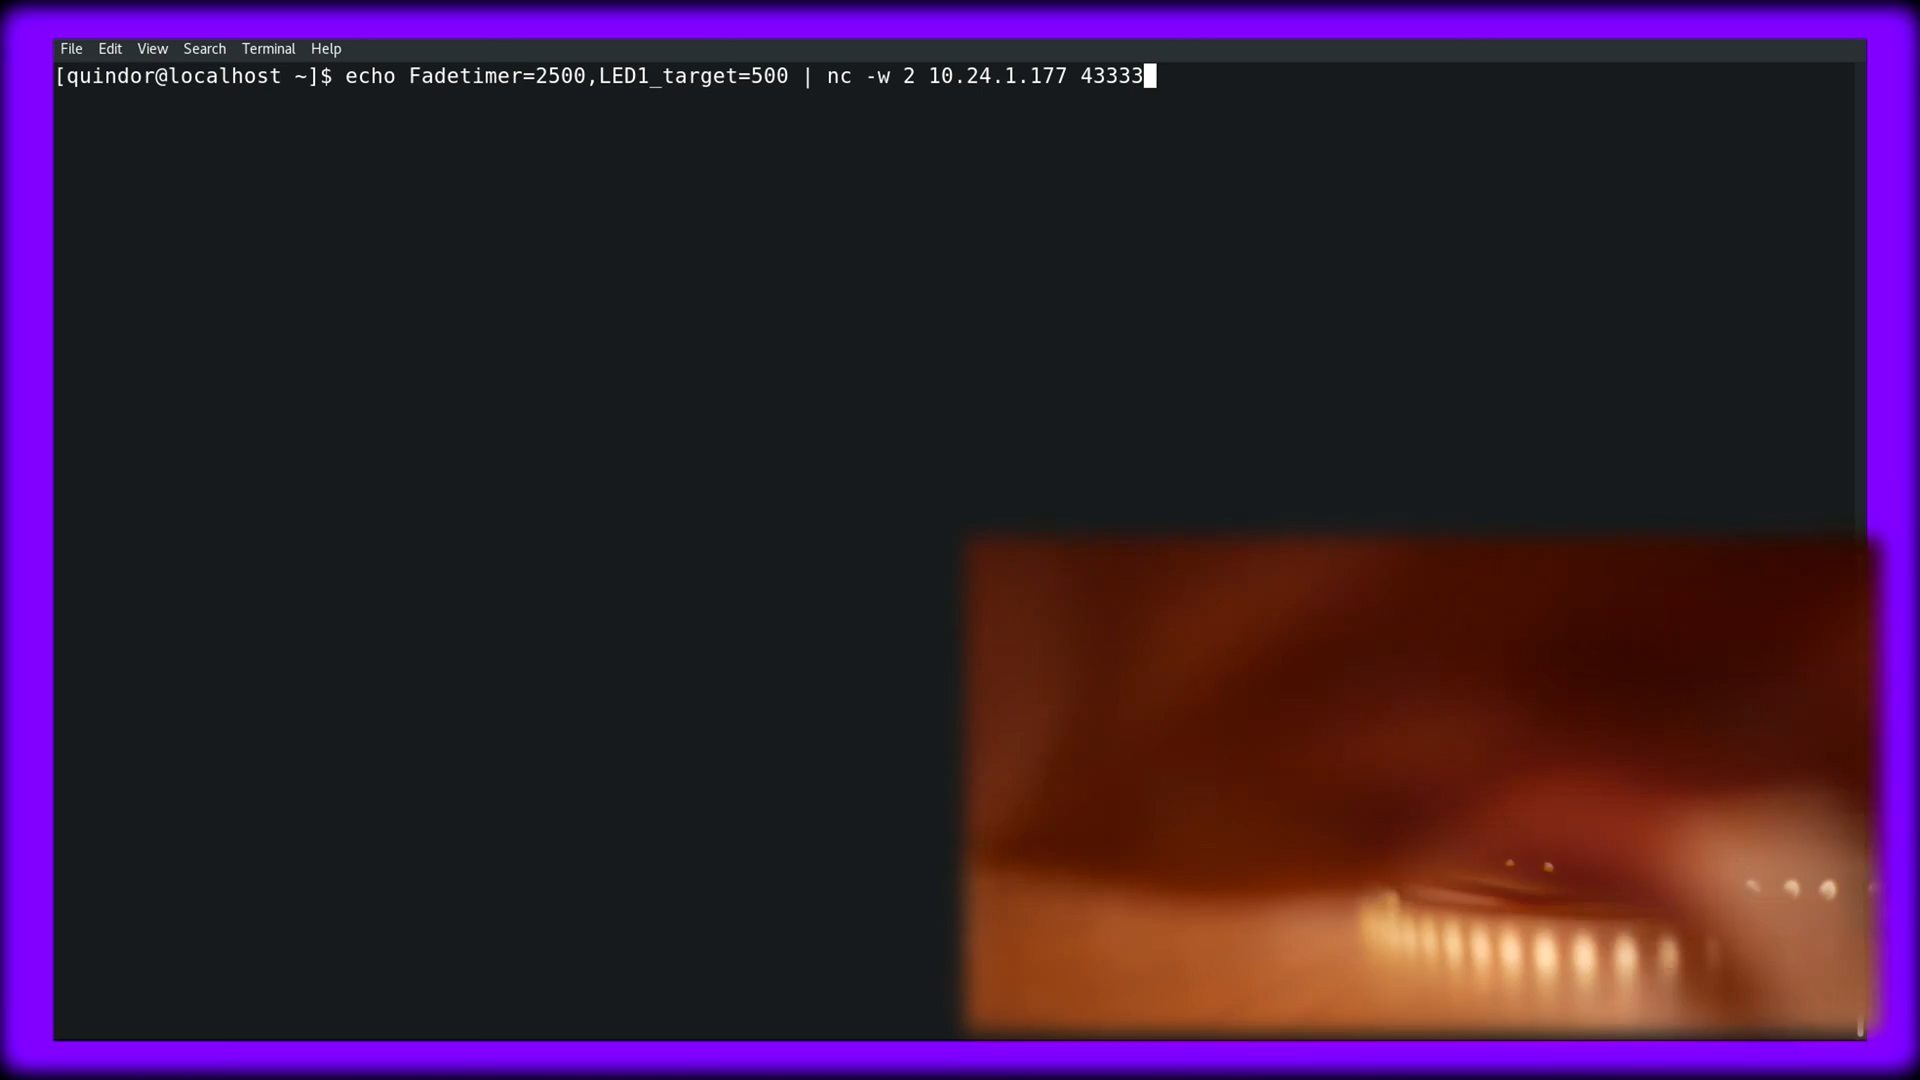 File Edit View Search Terminal Help
[quindor@localhost ~]$ echo Fadetimer=2500,LED1_target=500 | nc -w 2 10.24.1.177 43333